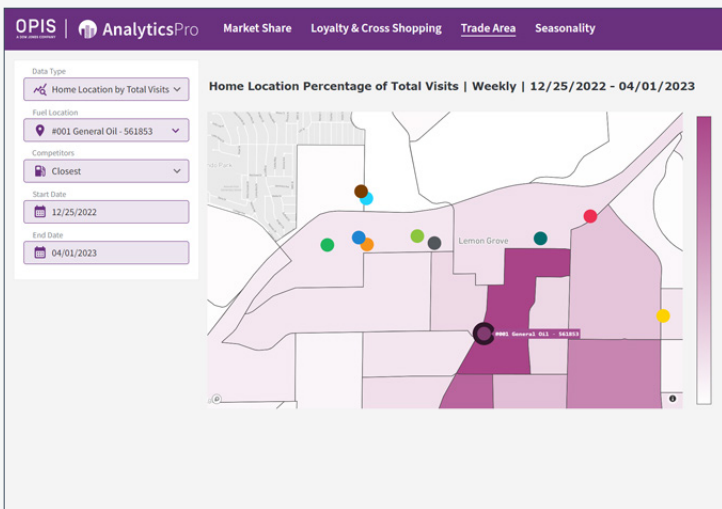 OPIS | AnalyticsPro Market Share Loyalty & Cross Shopping Trade Area Seasonality
A DOW JONES COMPANY
Data Type
Home Location by Total Visits
Fuel Location
#001 General Oil - 561853
Competitors
Closest
Start Date
12/25/2022
End Date
04/01/2023
Home Location Percentage of Total Visits | Weekly | 12/25/2022 - 04/01/2023
Lemon Grove
#001 General Oil - 561853